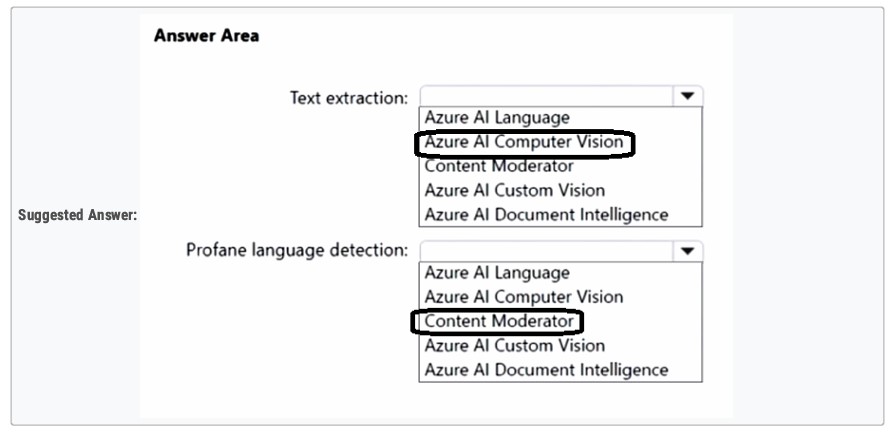 Answer Area
Text extraction:
Azure AI Language
Azure AI Computer Vision
Content Moderator
Azure AI Custom Vision
Azure AI Document Intelligence
Suggested Answer:
Profane language detection:
Azure AI Language
Azure AI Computer Vision
Content Moderator
Azure AI Custom Vision
Azure AI Document Intelligence